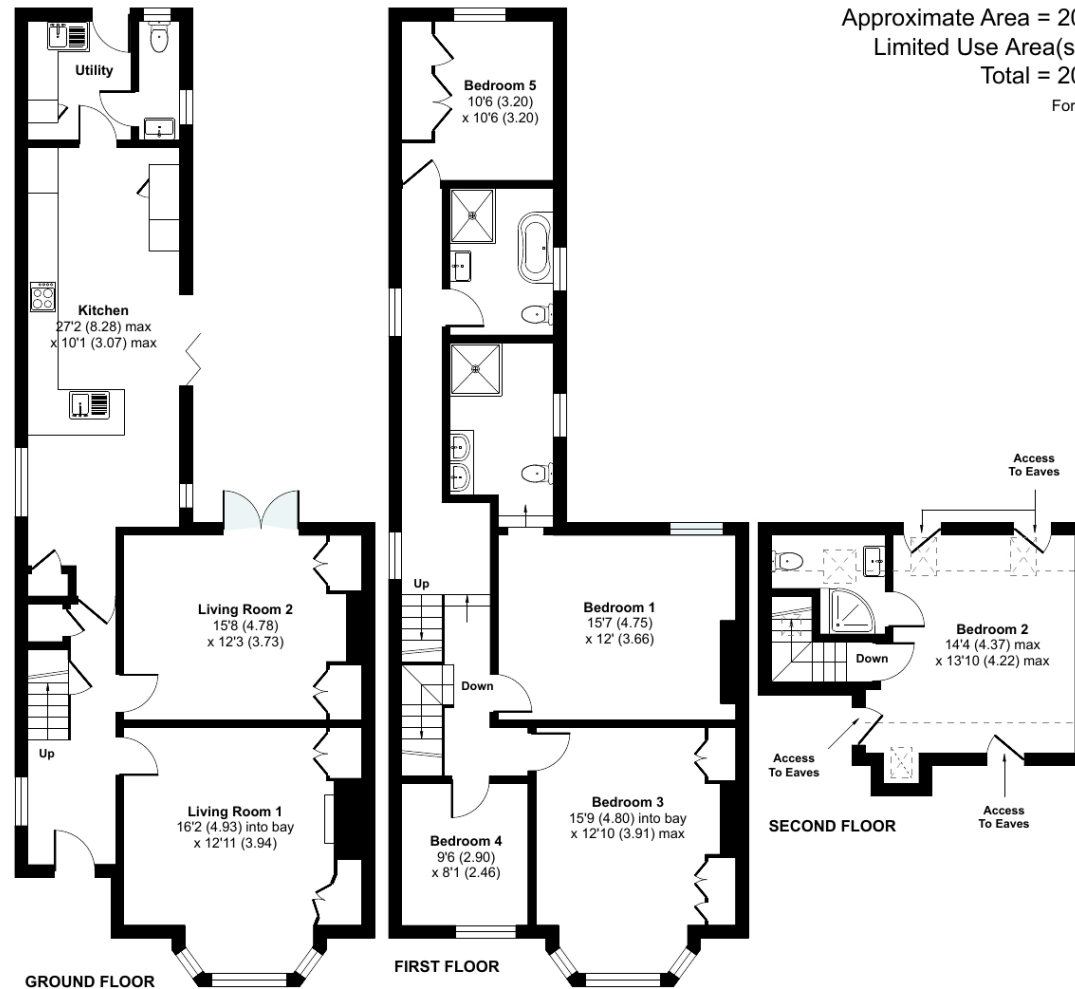 Approximate Area = 20
Limited Use Area(s
Total = 20
For
Utility
Kitchen
27'2 (8.28) max
x 10'1 (3.07) max
Living Room 2
15'8 (4.78)
x 12'3 (3.73)
Up
Living Room 1
16'2 (4.93) into bay
x 12'11 (3.94)
GROUND FLOOR
Bedroom 5
10'6 (3.20)
x 10'6 (3.20)
Up
Bedroom 1
15'7 (4.75)
x 12' (3.66)
Down
Bedroom 3
15'9 (4.80) into bay
x 12'10 (3.91) max
Bedroom 4
9'6 (2.90)
x 8'1 (2.46)
FIRST FLOOR
Access
To Eaves
Bedroom 2
14'4 (4.37) max
x 13'10 (4.22) max
Down
Access
To Eaves
Access
To Eaves
SECOND FLOOR